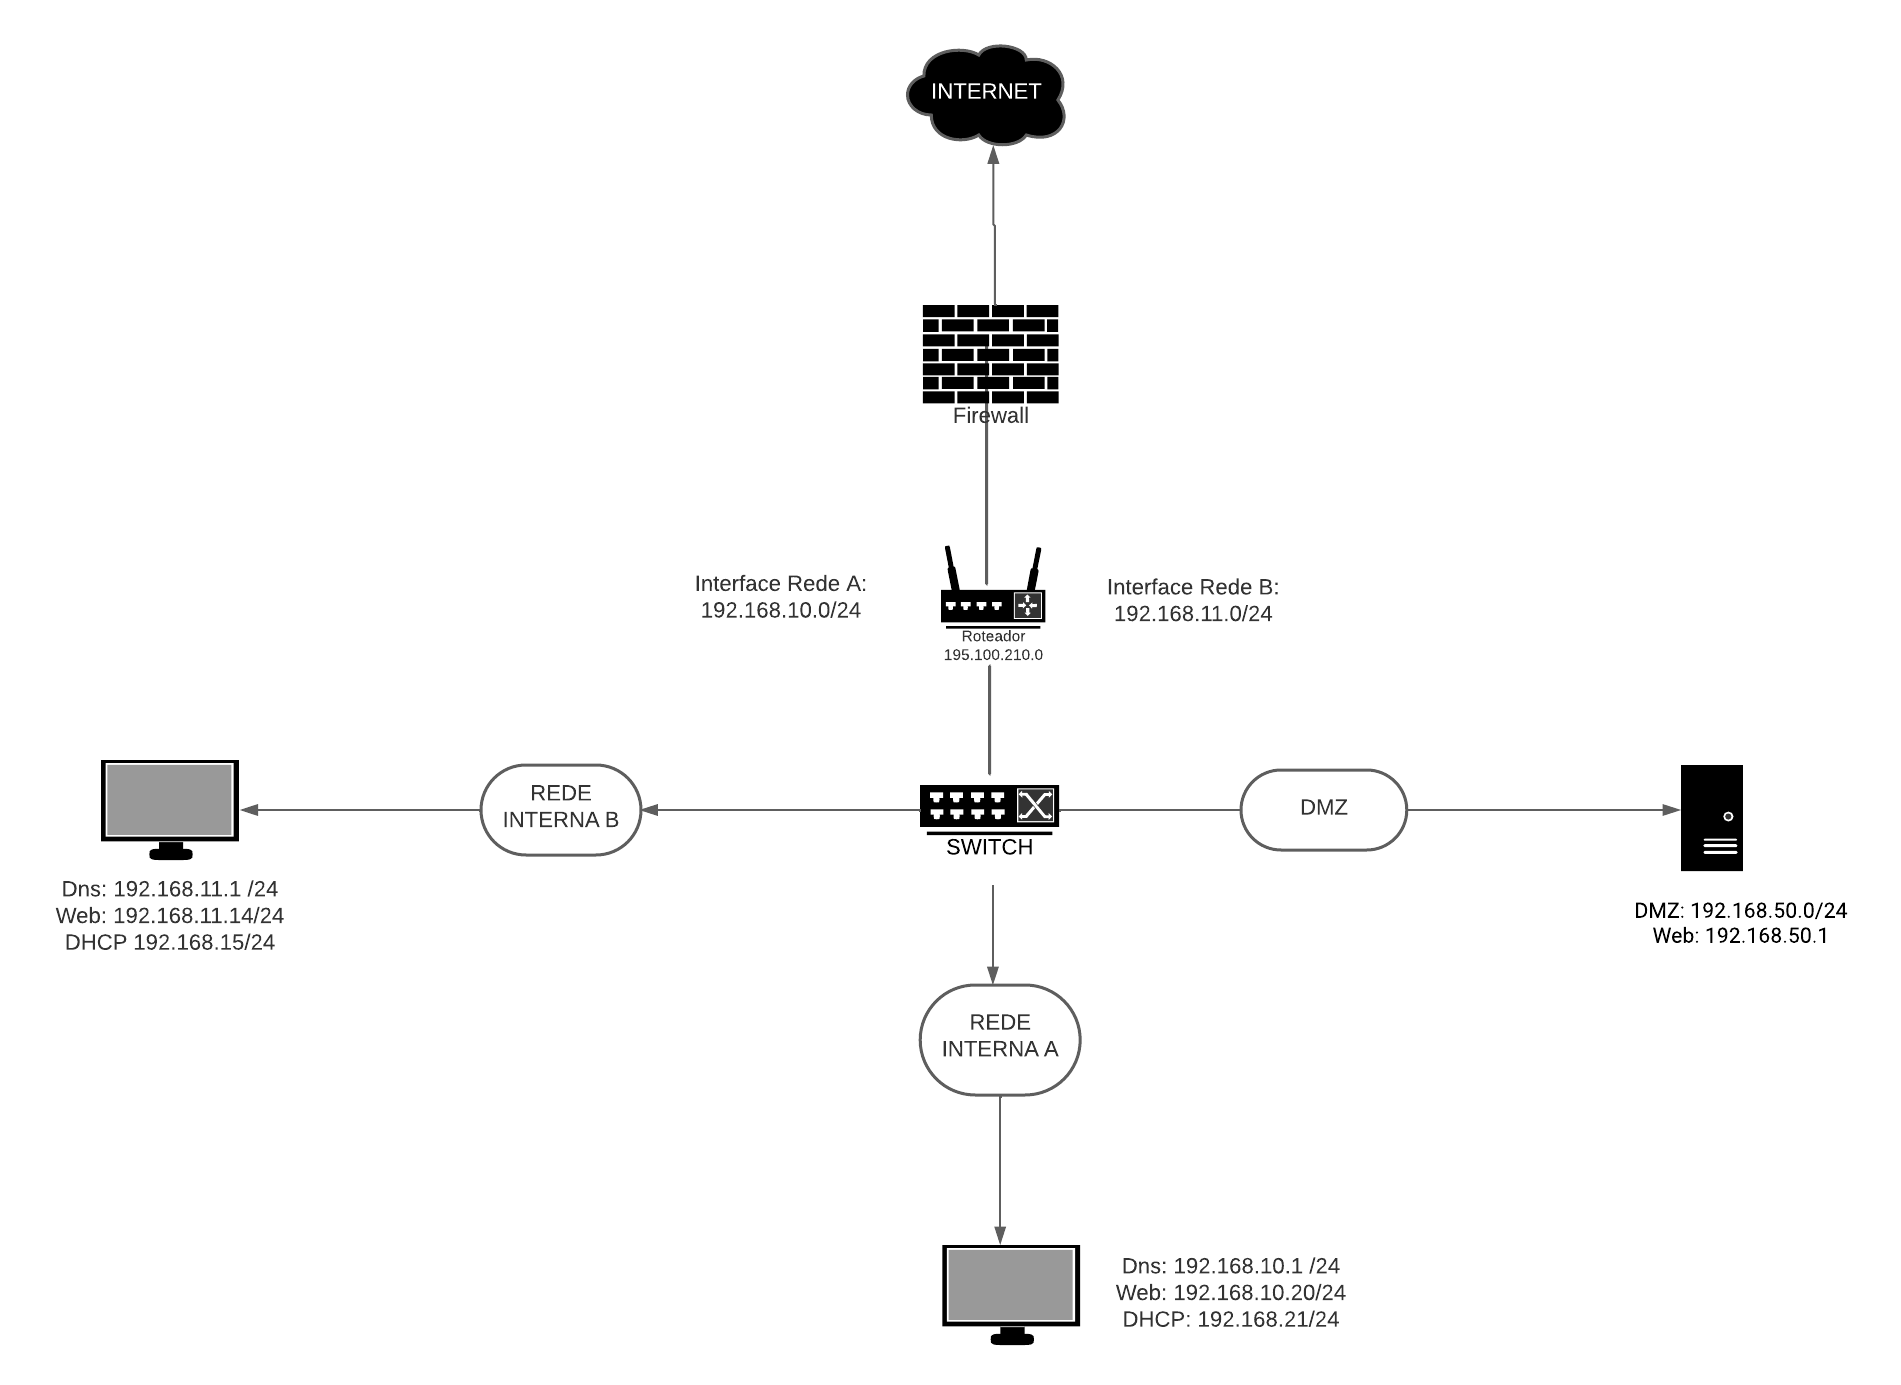 INTERNET
Firewall
Interface Rede A:
192.168.10.0/24
Interface Rede B:
192.168.11.0/24
Roteador
195.100.210.0
REDE
INTERNA B
SWITCH
DMZ
Dns: 192.168.11.1 /24
Web: 192.168.11.14/24
DHCP 192.168.15/24
DMZ: 192.168.50.0/24
Web: 192.168.50.1
REDE
INTERNA A
Dns: 192.168.10.1 /24
Web: 192.168.10.20/24
DHCP: 192.168.21/24